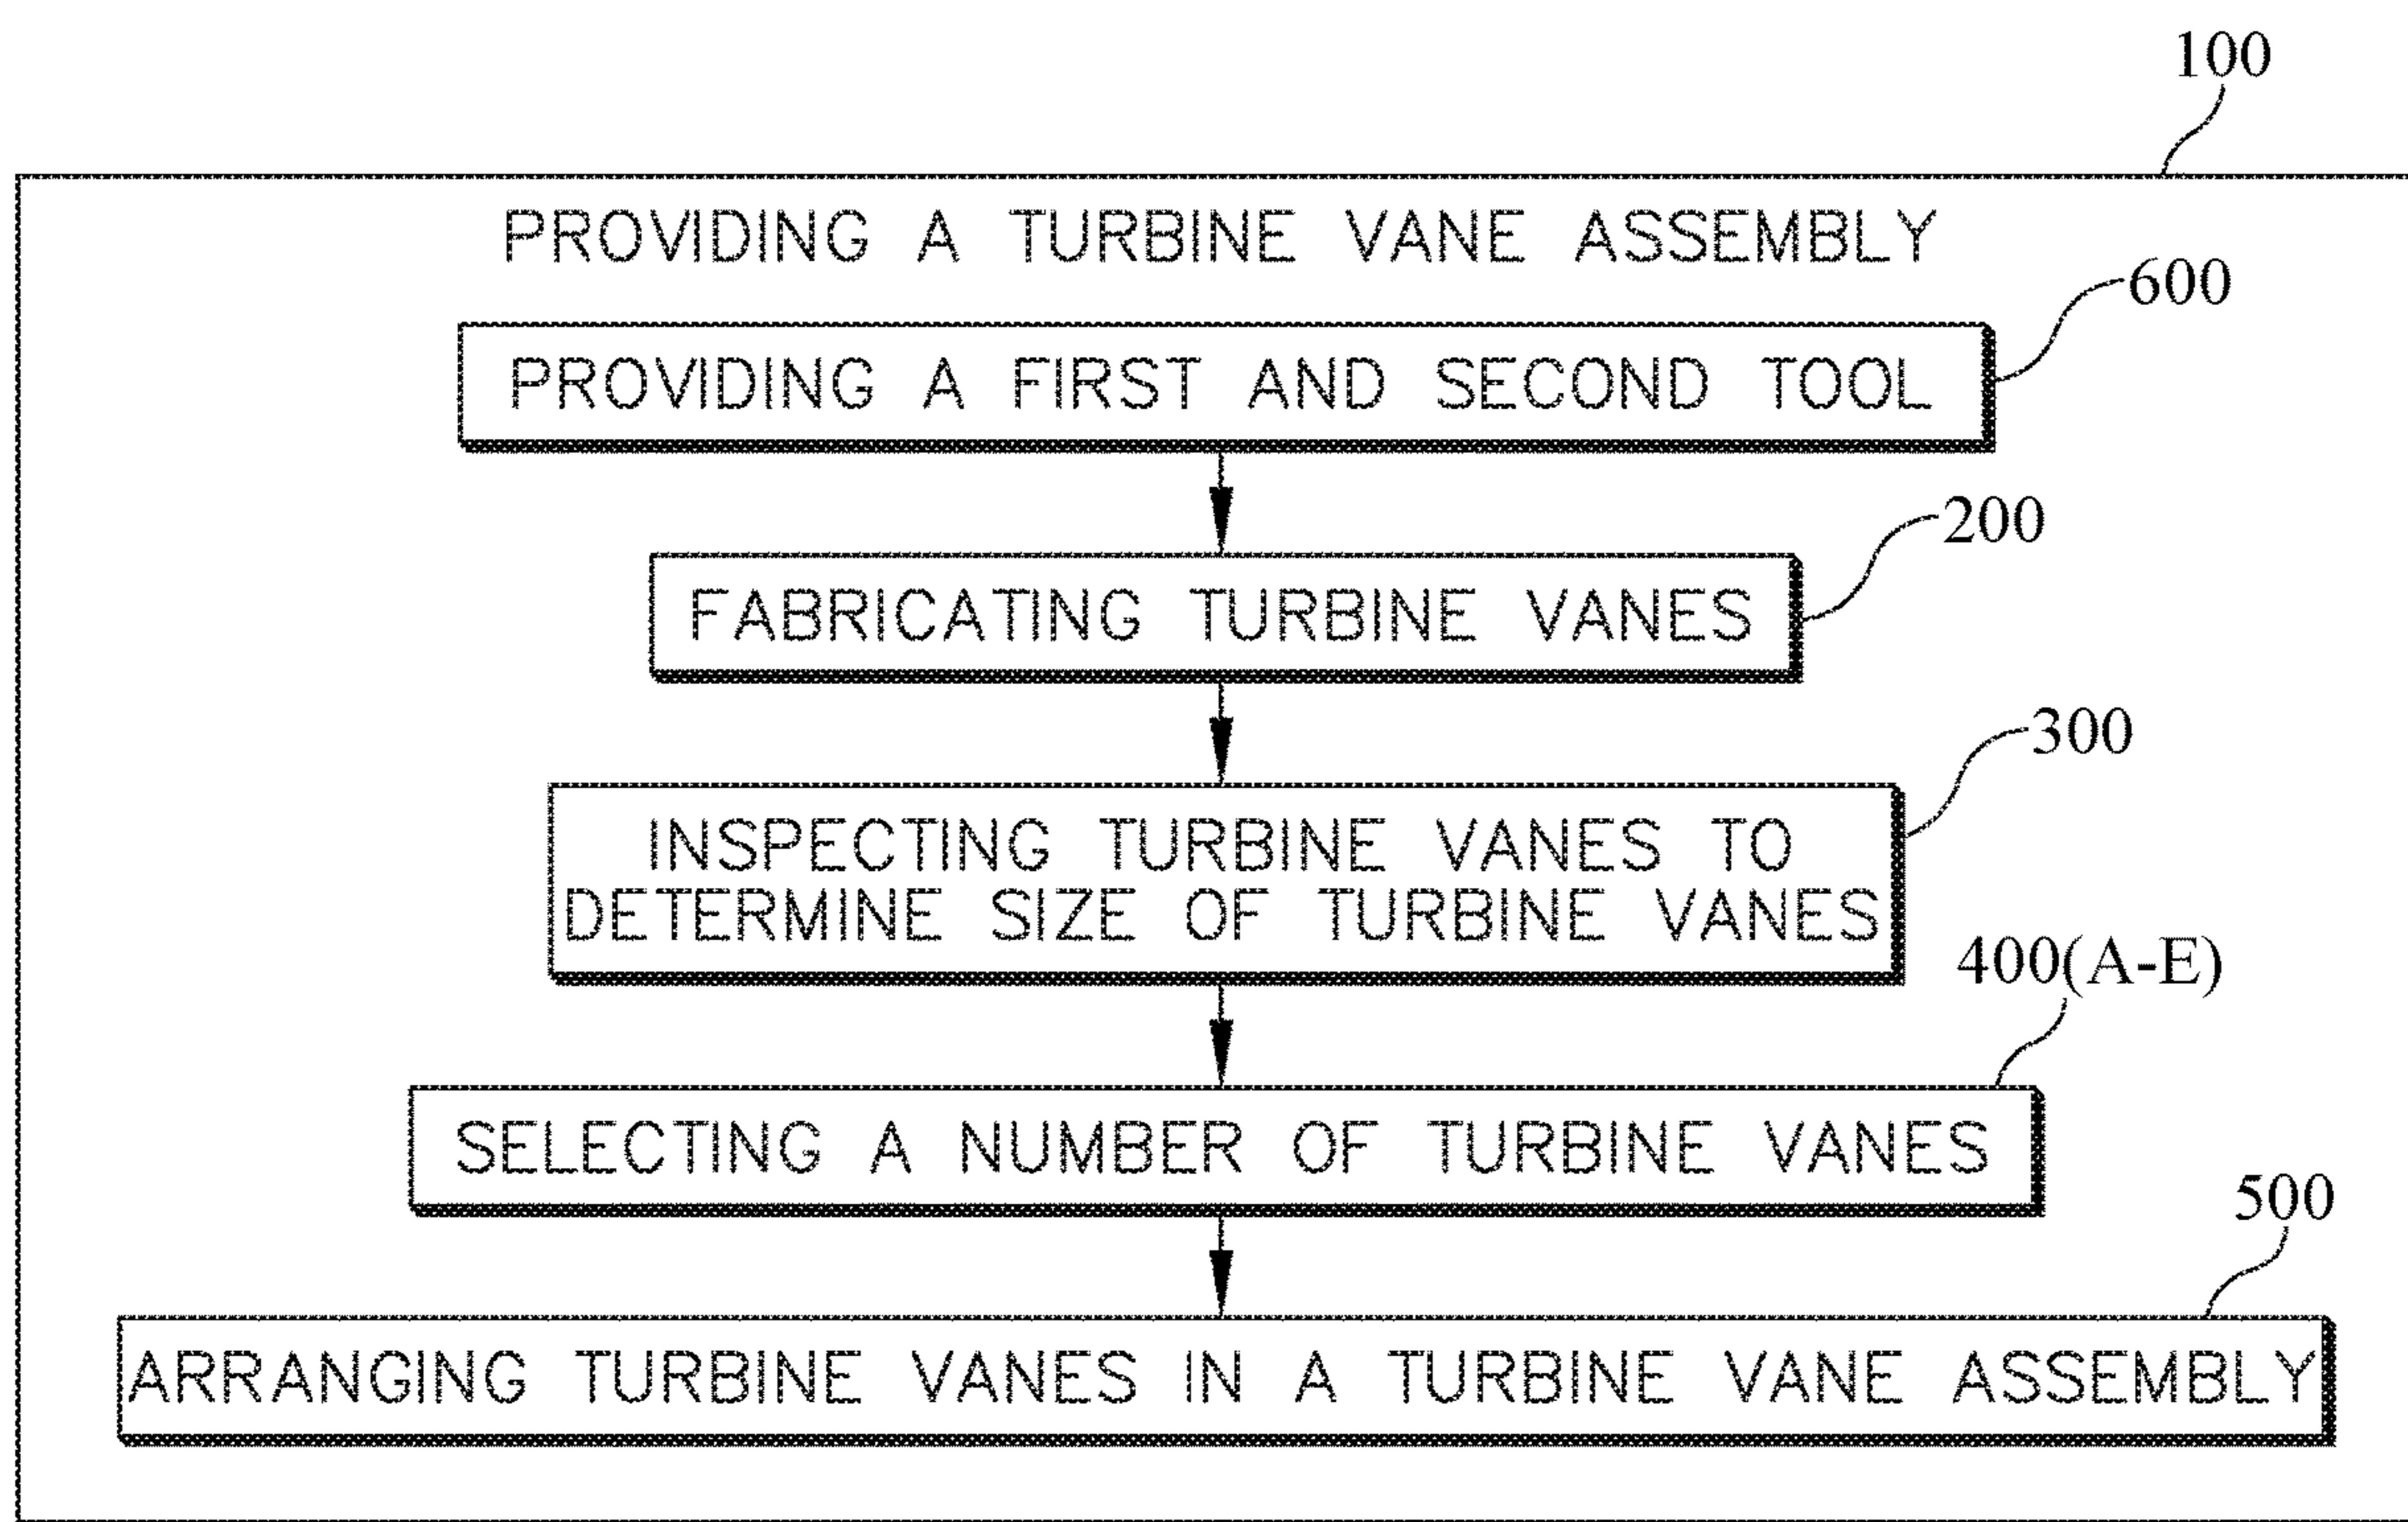 100
PROVIDING A TURBINE VANE ASSEMBLY
600
PROVIDING A FIRST AND SECOND TOOL
200
FABRICATING TURBINE VANES
300
INSPECTING TURBINE VANES TO
DETERMINE SIZE OF TURBINE VANES
400(A-E)
SELECTING A NUMBER OF TURBINE VANES
500
ARRANGING TURBINE VANES IN A TURBINE VANE ASSEMBLY